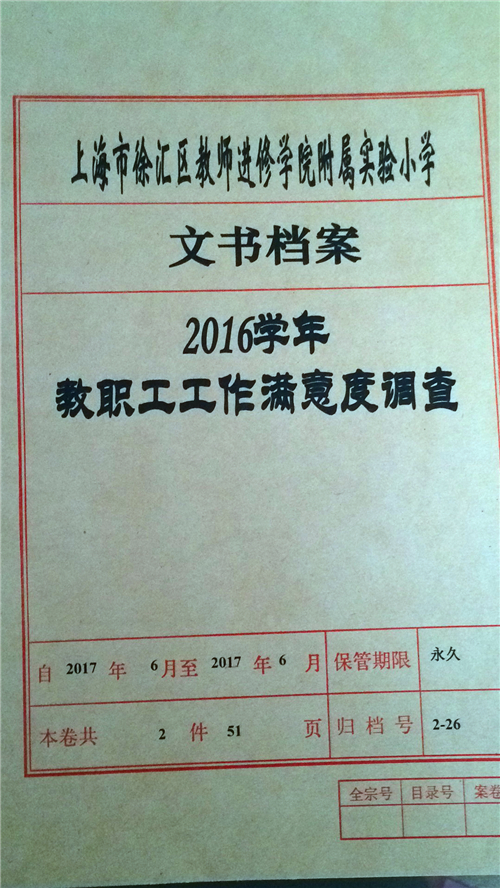 上海市徐汇区教师进修学院附属实验小学
文书档案
2016学年
教职工工作满意度调查
自 2017 年 6 月至 2017 年 6 月 保管期限 永久
本卷共 2 件 51 页 归档号 2-26
全宗号 目录号 案卷